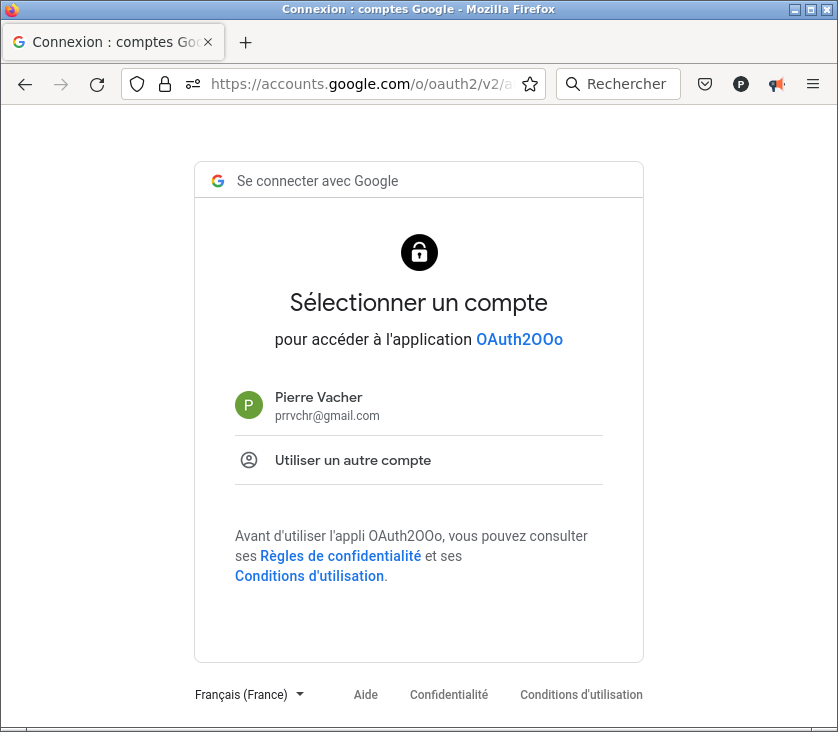 Connexion : comptes Google - Mozilla Firefox
Connexion : comptes Goo
https://accounts.google.com/o/oauth2/v2/a
Rechercher
P
Se connecter avec Google
Sélectionner un compte
pour accéder à l'application OAuth2OOo
P
Pierre Vacher
prrvchr@gmail.com
Utiliser un autre compte
Avant d'utiliser l'appli OAuth2OOo, vous pouvez consulter
ses Règles de confidentialité et ses
Conditions d'utilisation.
Français (France)
Aide
Confidentialité
Conditions d'utilisation